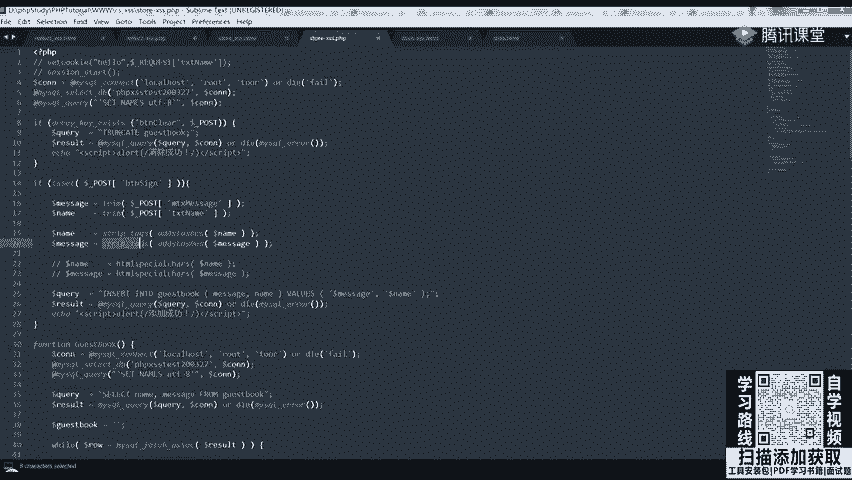 D:\phpStudy\PHPTutorial\WWW\rs_xss\store-xss.php - Sublime Text (UNREGISTERED)
File Edit Selection Find View Goto Tools Project Preferences Help
store-xss.php
腾讯课堂
1 <?php
2 // setcookie("hello",$_REQUEST['txtName']);
3 // session_start();
4 $conn = @mysql_connect('localhost', 'root', 'toor') or die('fail');
5 @mysql_select_db('phpxsstest200327', $conn);
6 @mysql_query("'SET NAMES utf-8'", $conn);
7
8 if (array_key_exists ("btnClear", $_POST)) {
9 $query = "TRUNCATE guestbook;";
10 $result = @mysql_query($query, $conn) or die(mysql_error());
11 echo "<script>alert(/清除成功!/)</script>";
12 }
13
14 if (isset( $_POST[ 'btnSign' ] )){
15
16 $message = trim( $_POST[ 'mtxMessage' ] );
17 $name = trim( $_POST[ 'txtName' ] );
18
19 $name = strip_tags( addslashes( $name ) );
20 $message = strip_tags( addslashes( $message ) );
21
22 // $name = htmlspecialchars( $name );
23 // $message = htmlspecialchars( $message );
24
25 $query = "INSERT INTO guestbook ( message, name ) VALUES ( '$message', '$name' );";
26 $result = @mysql_query($query, $conn) or die(mysql_error());
27 echo "<script>alert(/添加成功!/)</script>";
28 }
29
30 function guestbook() {
31 $conn = @mysql_connect('localhost', 'root', 'toor') or die('fail');
32 @mysql_select_db('phpxsstest200327', $conn);
33 @mysql_query("'SET NAMES utf-8'", $conn);
34
35 $query = "SELECT name, message FROM guestbook";
36 $result = @mysql_query($query, $conn) or die(mysql_error());
37
38 $guestbook = '';
39
40 while( $row = mysql_fetch_assoc( $result ) ) {
41
characters selected
学习路线
自学视频
扫描添加获取
工具安装包|PDF学习书籍|面试题